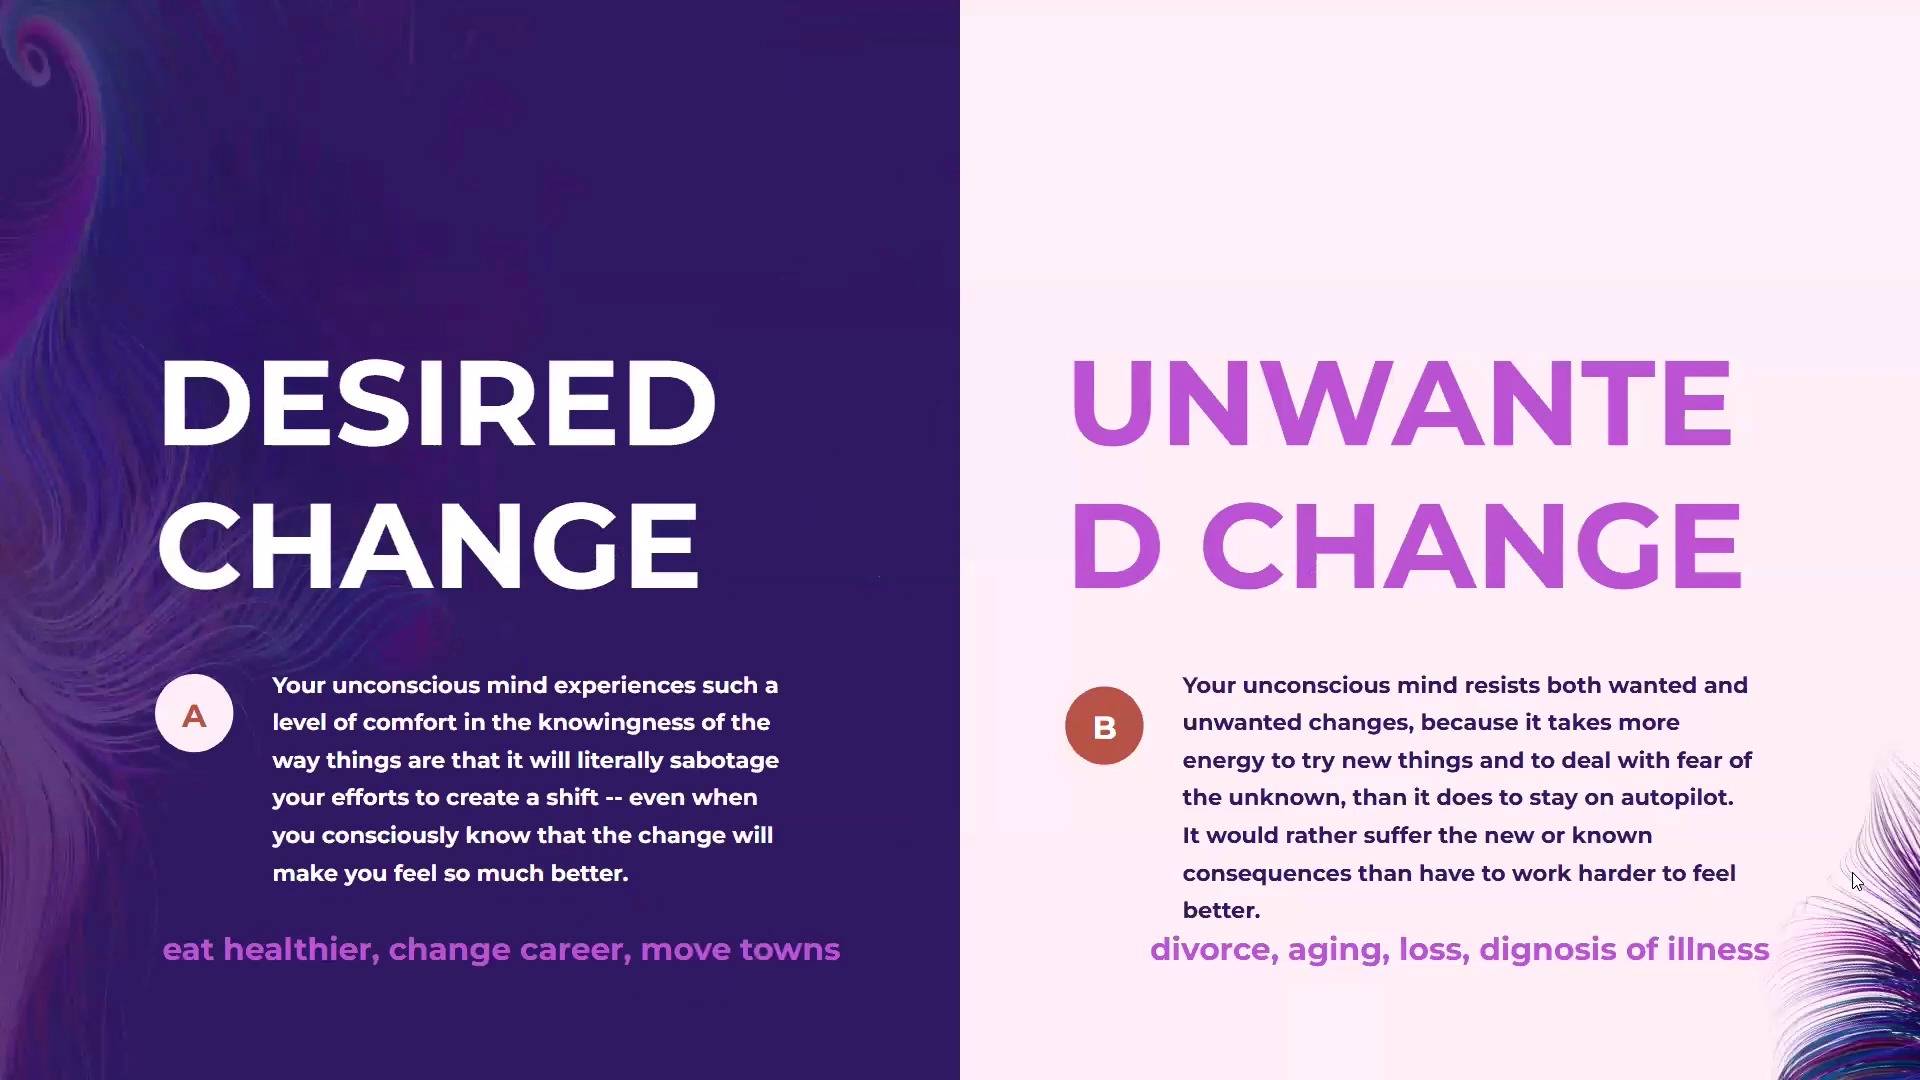 DESIRED
CHANGE
A
Your unconscious mind experiences such a
level of comfort in the knowingness of the
way things are that it will literally sabotage
your efforts to create a shift -- even when
you consciously know that the change will
make you feel so much better.
eat healthier, change career, move towns
UNWANTE
D CHANGE
B
Your unconscious mind resists both wanted and
unwanted changes, because it takes more
energy to try new things and to deal with fear of
the unknown, than it does to stay on autopilot.
It would rather suffer the new or known
consequences than have to work harder to feel
better.
divorce, aging, loss, dignosis of illness